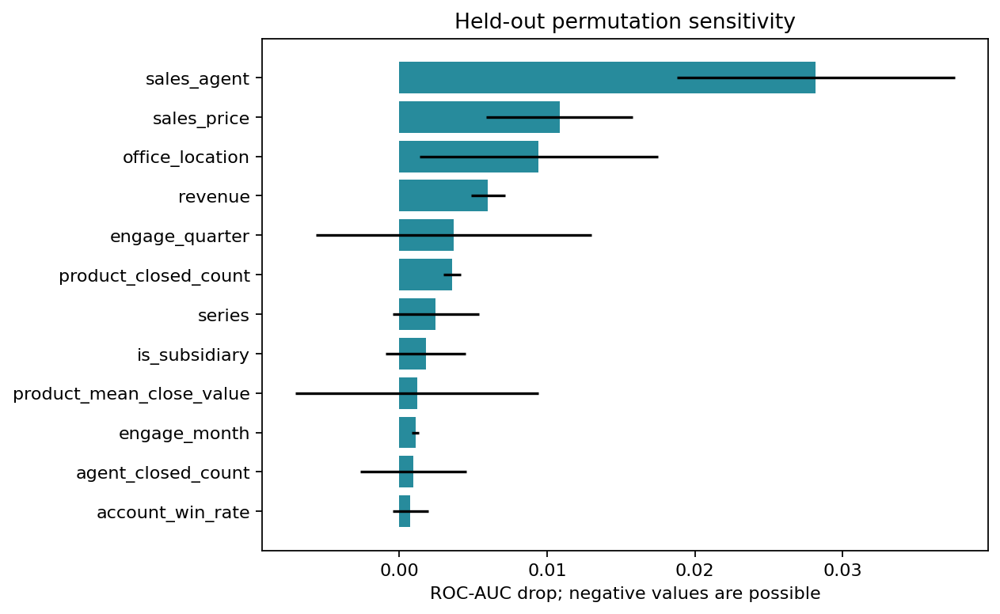 Held-out permutation sensitivity
sales_agent
sales_price
office_location
revenue
engage_quarter
product_closed_count
series
is_subsidiary
product_mean_close_value
engage_month
agent_closed_count
account_win_rate
0.00 0.01 0.02 0.03
ROC-AUC drop; negative values are possible